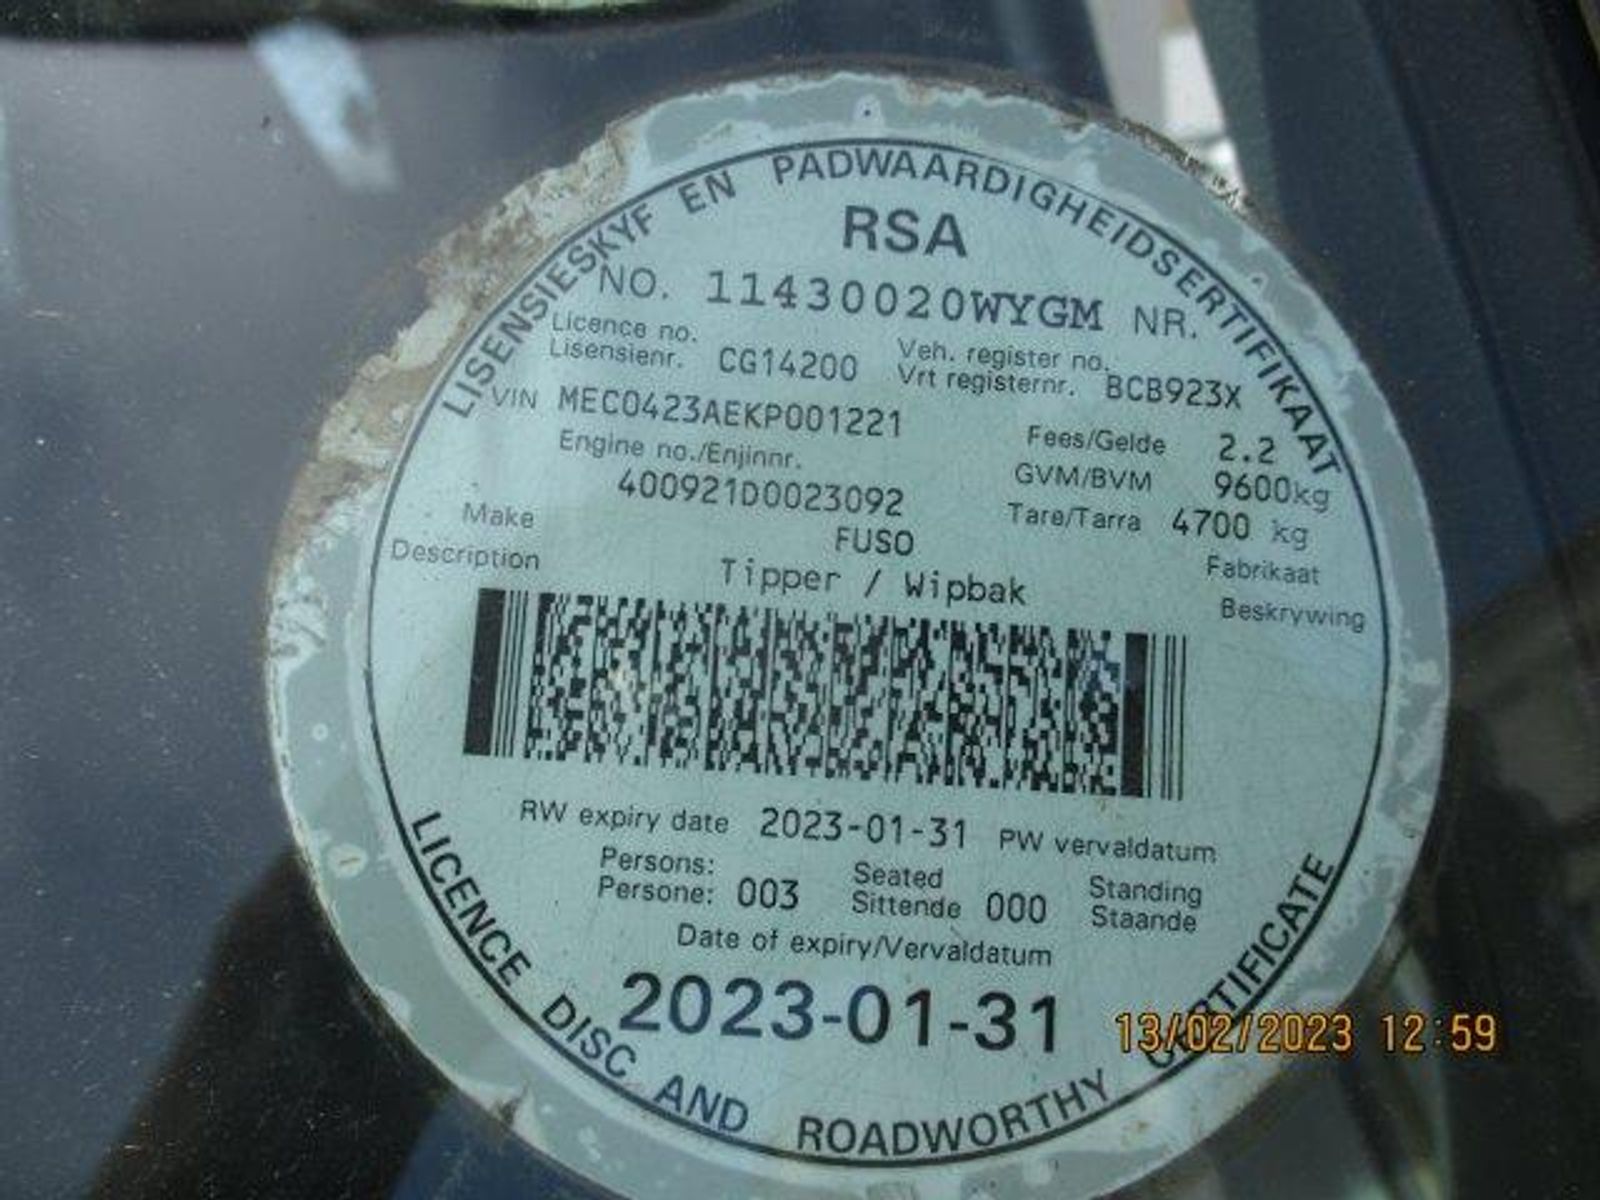 LISENSIESKYF EN PADWAARDIGHEIDSERTIFIKAAT
RSA
NO. 11430020WYGM NR.
Licence no. Veh. register no.
Lisensienr. CG14200 Vrt registernr. BCB923X
VIN MEC0423AEKP001221 Fees/Gelde 2.2
Engine no./Enjinnr. GVM/BVM 9600kg
400921D0023092 Tare/Tarra 4700 kg
Make FUSO Fabrikaat
Description Tipper / Wipbak Beskrywing
RW expiry date 2023-01-31 PW vervaldatum
Persons: Seated Standing
Persone: 003 Sittende 000 Staande
Date of expiry/Vervaldatum
2023-01-31
LICENCE DISC AND ROADWORTHY CERTIFICATE
13/02/2023 12:59